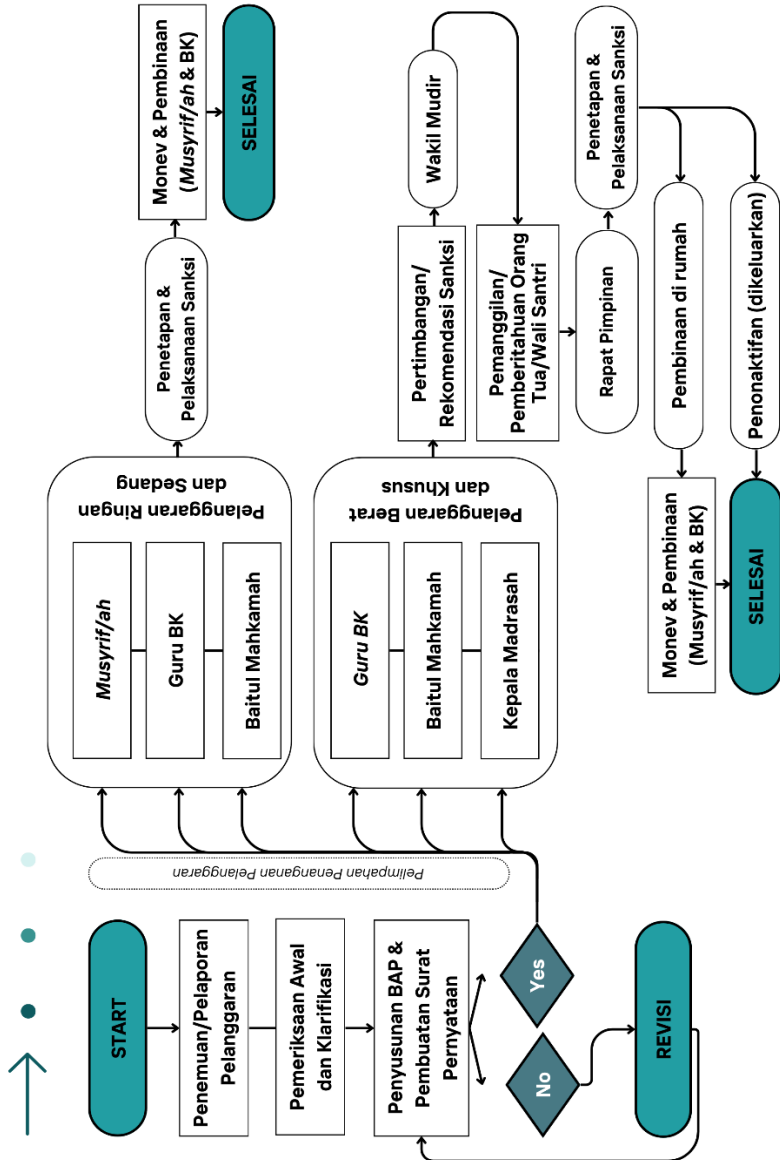 START
Penemuan/Pelaporan
Pelanggaran
Pemeriksaan Awal
dan Klarifikasi
Penyusunan BAP &
Pembuatan Surat
Pernyataan
No
Yes
REVISI
Pelimpahan Penanganan Pelanggaran
Pelanggaran Ringan
dan Sedang
Musyrif/ah
Guru BK
Baitul Mahkamah
Penetapan &
Pelaksanaan Sanksi
Monev & Pembinaan
(Musyrif/ah & BK)
SELESAI
Pelanggaran Berat
dan Khusus
Guru BK
Baitul Mahkamah
Kepala Madrasah
Pertimbangan/
Rekomendasi Sanksi
Wakil Mudir
Pemanggilan/
Pemberitahuan Orang
Tua/Wali Santri
Rapat Pimpinan
Penetapan &
Pelaksanaan Sanksi
Pembinaan di rumah
Penonaktifan (dikeluarkan)
Monev & Pembinaan
(Musyrif/ah & BK)
SELESAI